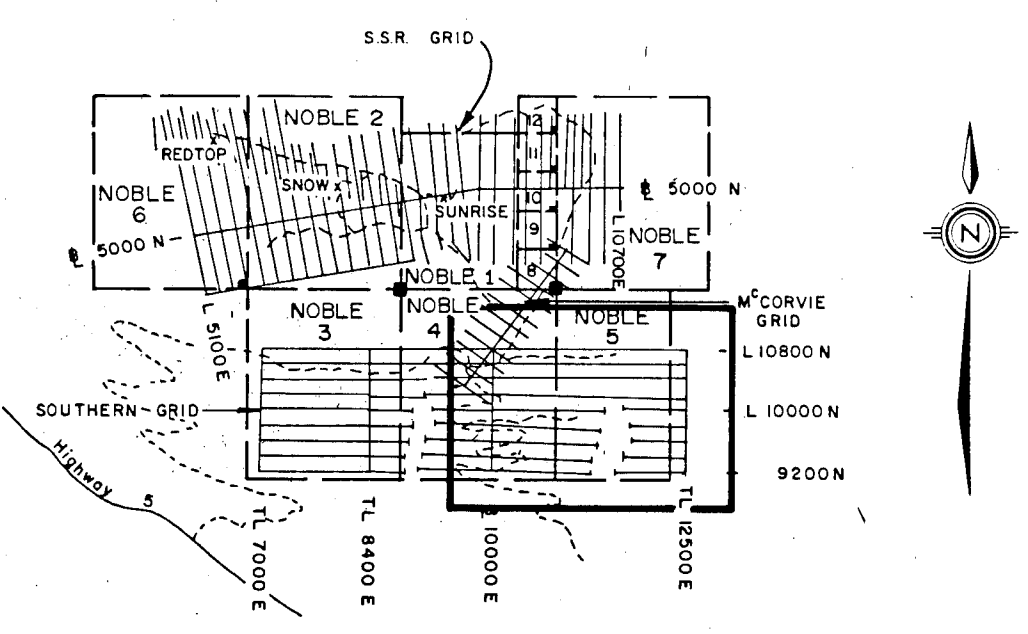 S.S.R. GRID
NOBLE 2
12
REDTOP
11
SNOW x
NOBLE
6
10
℄ 5000 N
SUNRISE
9
L 10700E
NOBLE
7
℄ 5000 N
8
NOBLE 1
NOBLE
4
NOBLE
3
NOBLE
5
McCORVIE
GRID
L 5100 E
L 10800 N
SOUTHERN GRID
L 10000 N
Highway 5
9200 N
TL 7000 E
TL 8400 E
10000 E
TL 12500 E
N